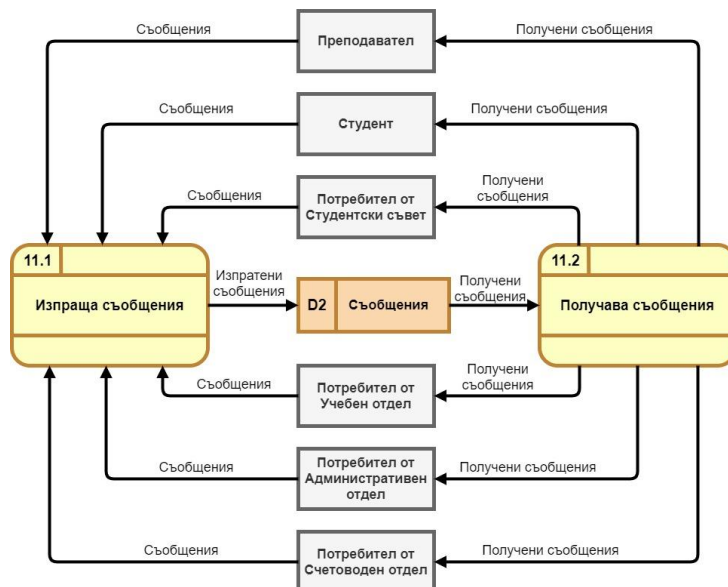 Съобщения
Преподавател
Получени съобщения
Съобщения
Студент
Получени съобщения
Съобщения
Потребител от
Студентски съвет
Получени
съобщения
11.1
Изпраща съобщения
Изпратени
съобщения
D2
Съобщения
Получени
съобщения
11.2
Получава съобщения
Съобщения
Потребител от
Учебен отдел
Получени
съобщения
Съобщения
Потребител от
Административен
отдел
Получени съобщения
Съобщения
Потребител от
Счетоводен отдел
Получени съобщения